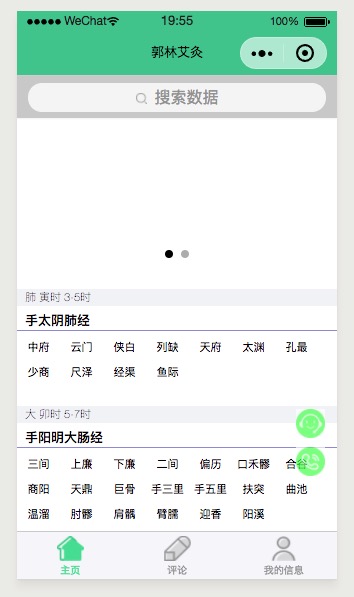 ●●●●● WeChat 19:55 100%
郭林艾灸
搜索数据
肺 寅时 3-5时
手太阴肺经
中府 云门 侠白 列缺 天府 太渊 孔最
少商 尺泽 经渠 鱼际
大 卯时 5-7时
手阳明大肠经
三间 上廉 下廉 二间 偏历 口禾髎 合谷
商阳 天鼎 巨骨 手三里 手五里 扶突 曲池
温溜 肘髎 肩髃 臂臑 迎香 阳溪
主页 评论 我的信息